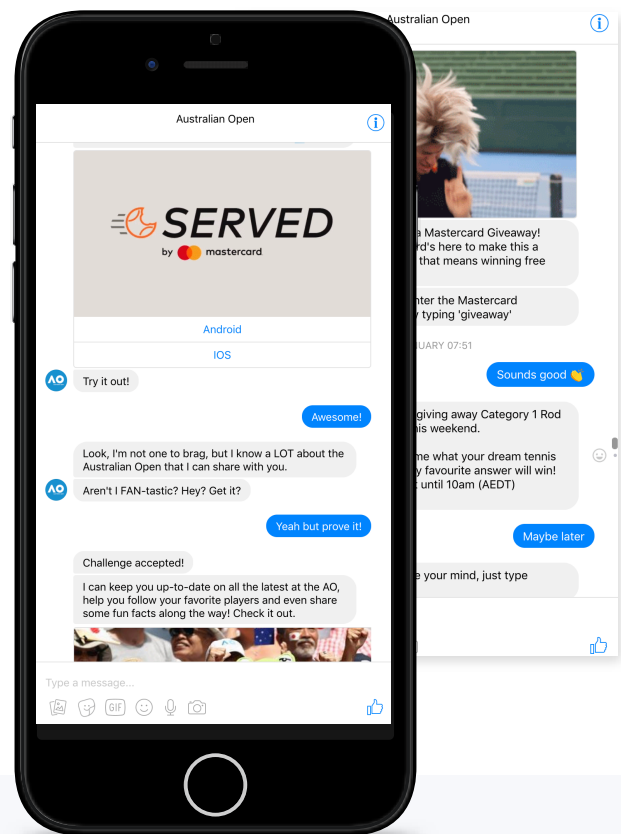 Australian Open
SERVED
by mastercard
Android
IOS
AO
Try it out!
Awesome!
Look, I'm not one to brag, but I know a LOT about the
Australian Open that I can share with you.
AO
Aren't I FAN-tastic? Hey? Get it?
Yeah but prove it!
Challenge accepted!
I can keep you up-to-date on all the latest at the AO,
help you follow your favorite players and even share
some fun facts along the way! Check it out.
Type a message...
GIF
Australian Open
a Mastercard Giveaway!
here to make this a
that means winning free
the Mastercard
typing 'giveaway'
07:51
Sounds good 👏
giving away Category 1 Rod
weekend.
me what your dream tennis
favourite answer will win!
until 10am (AEDT)
Maybe later
your mind, just type